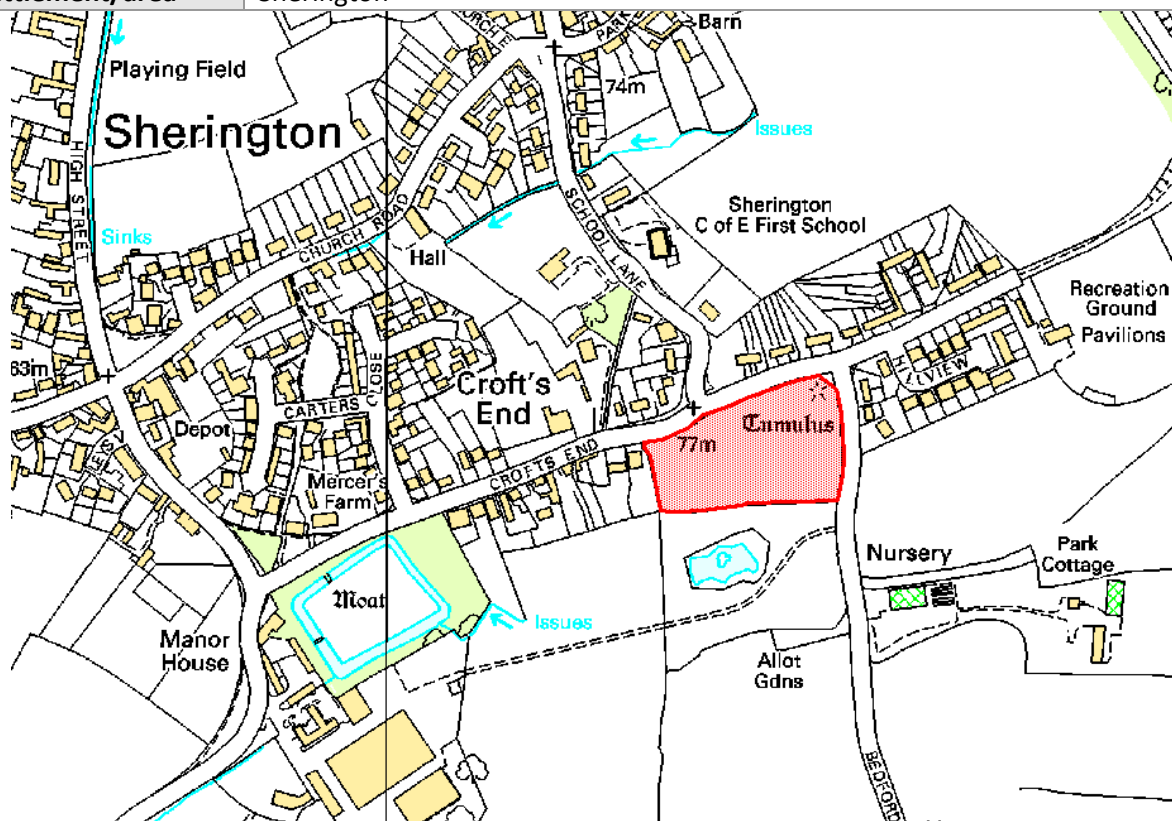 Sherington
Barn
PARK
CHURCH
Playing Field
74m
Issues
Sherington
HIGH STREET
Sinks
CHURCH ROAD
Hall
SCHOOL LANE
Sherington
C of E First School
Recreation
Ground
Pavilions
63m
CARTERS CLOSE
Croft's
End
HILLVIEW
Depot
Tumulus
77m
CROFTS END
Mercer's
Farm
Moat
Issues
Nursery
Park
Cottage
Manor
House
Allot
Gdns
BEDFORD